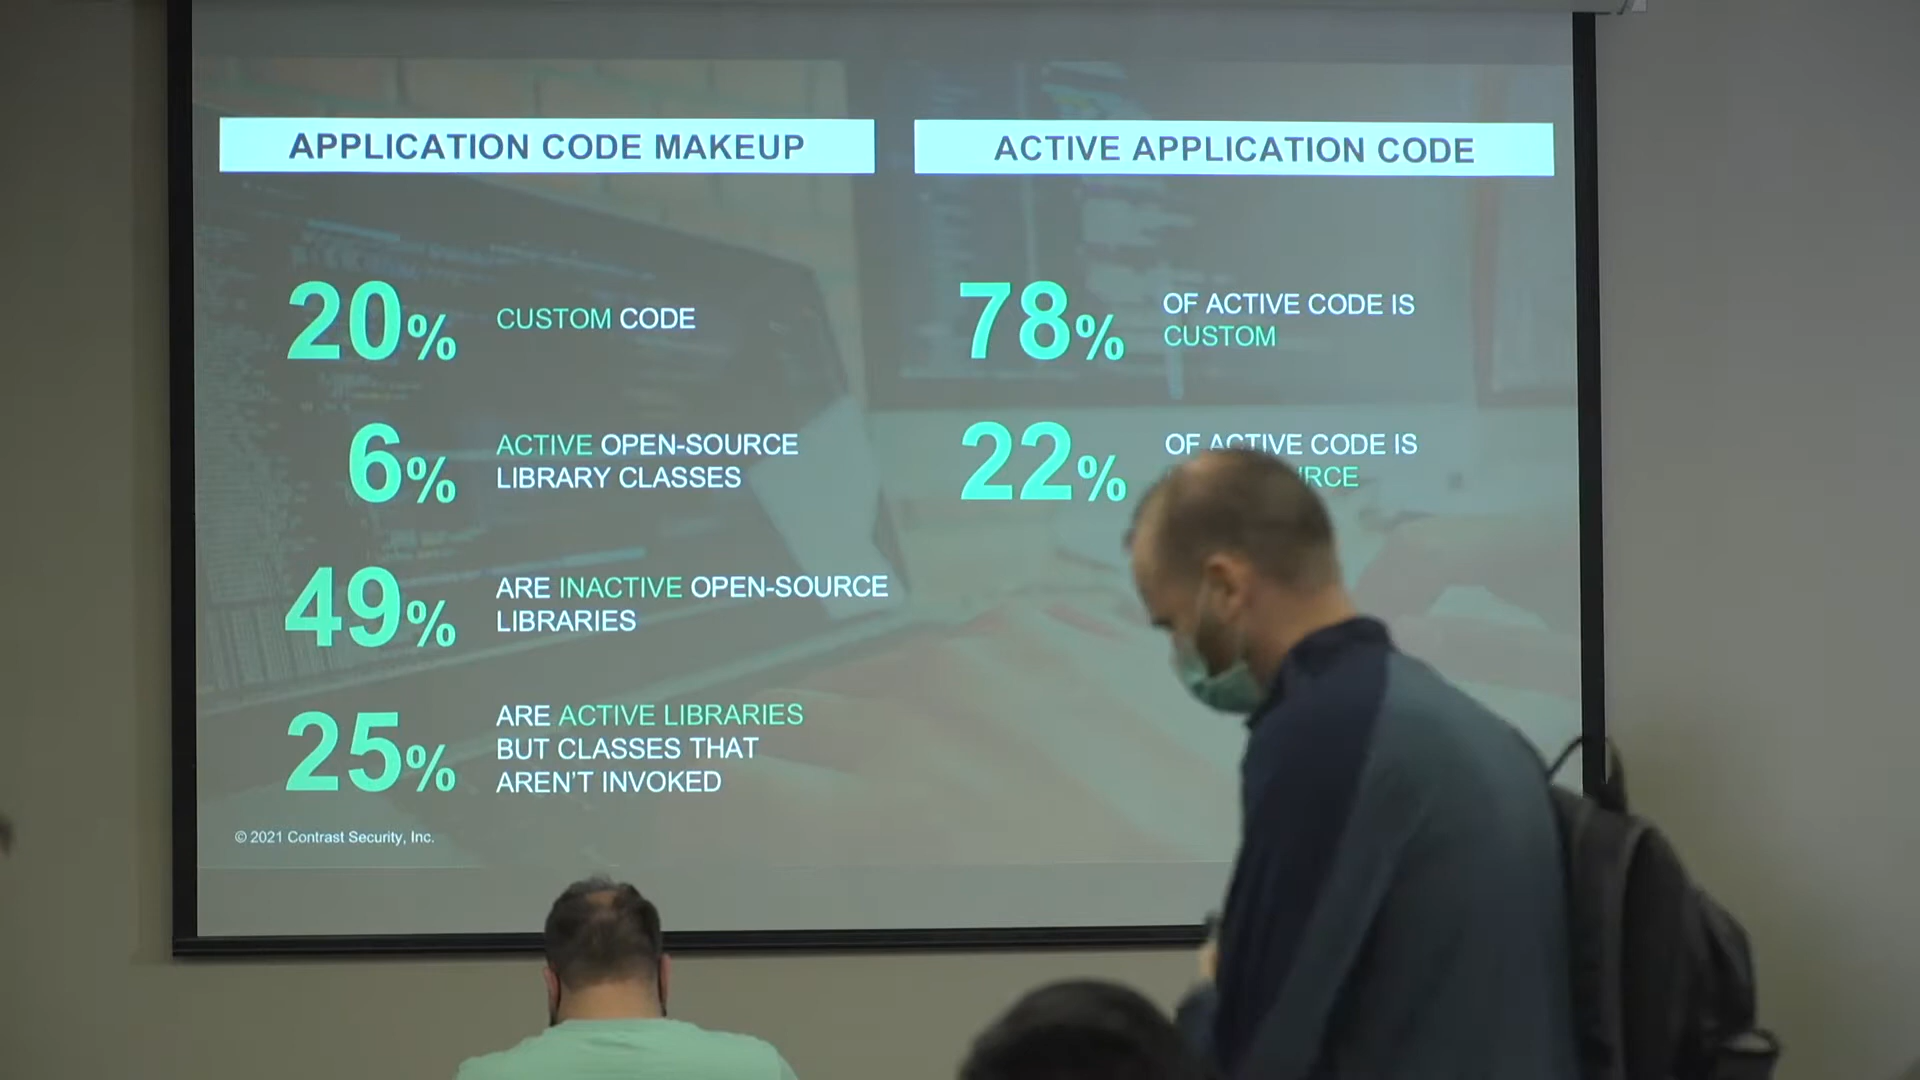 APPLICATION CODE MAKEUP
20% CUSTOM CODE
6% ACTIVE OPEN-SOURCE
LIBRARY CLASSES
49% ARE INACTIVE OPEN-SOURCE
LIBRARIES
25% ARE ACTIVE LIBRARIES
BUT CLASSES THAT
AREN'T INVOKED
© 2021 Contrast Security, Inc.
ACTIVE APPLICATION CODE
78% OF ACTIVE CODE IS
CUSTOM
22% OF ACTIVE CODE IS